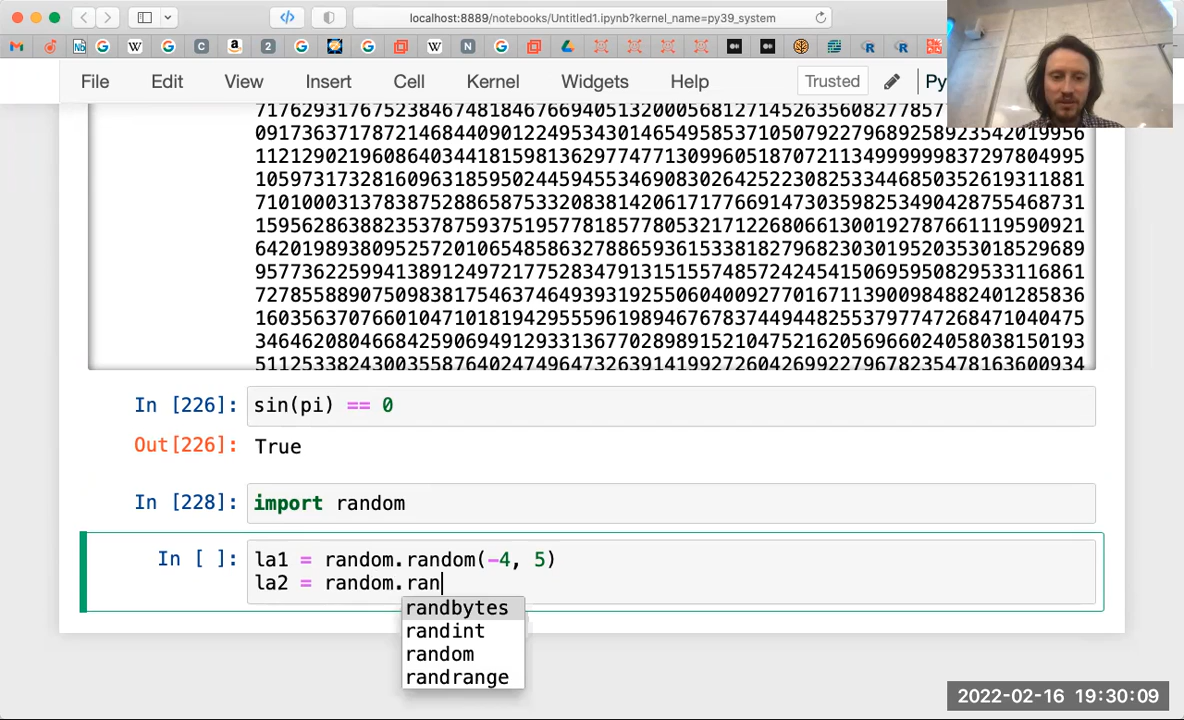 localhost:8889/notebooks/Untitled1.ipynb?kernel_name=py39_system
File Edit View Insert Cell Kernel Widgets Help Trusted Py
71762931767523846748184676694051320005681271452635608277857
09173637178721468440901224953430146549585371050792279689258923542019956
11212902196086403441815981362977477130996051870721134999999837297804995
10597317328160963185950244594553469083026425223082533446850352619311881
71010003137838752886587533208381420617177669147303598253490428755468731
15956286388235378759375195778185778053217122680661300192787661119590921
64201989380952572010654858632788659361533818279682303019520353018529689
95773622599413891249721775283479131515574857242454150695950829533116861
72785588907509838175463746493931925506040092770167113900984882401285836
16035637076601047101819429555961989467678374494482553797747268471040475
34646208046684259069491293313677028989152104752162056966024058038150193
51125338243003558764024749647326391419927260426992279678235478163600934
In [226]: sin(pi) == 0
Out[226]: True
In [228]: import random
In [ ]: la1 = random.random(-4, 5)
la2 = random.ran
randbytes
randint
random
randrange
2022-02-16 19:30:09